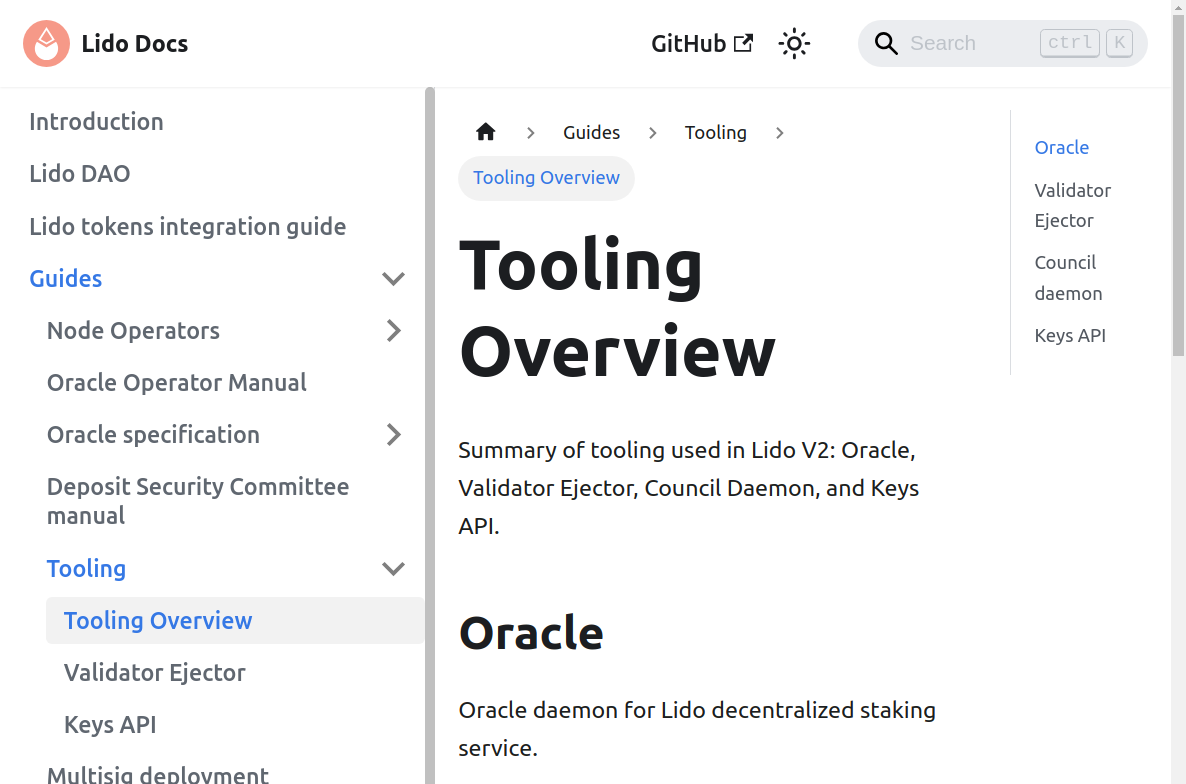 Lido Docs
GitHub
Search
ctrl K
Introduction
Lido DAO
Lido tokens integration guide
Guides
Node Operators
Oracle Operator Manual
Oracle specification
Deposit Security Committee
manual
Tooling
Tooling Overview
Validator Ejector
Keys API
Multisig deployment
Guides
Tooling
Tooling Overview
Tooling
Overview
Summary of tooling used in Lido V2: Oracle,
Validator Ejector, Council Daemon, and Keys
API.
Oracle
Oracle daemon for Lido decentralized staking
service.
Oracle
Validator
Ejector
Council
daemon
Keys API